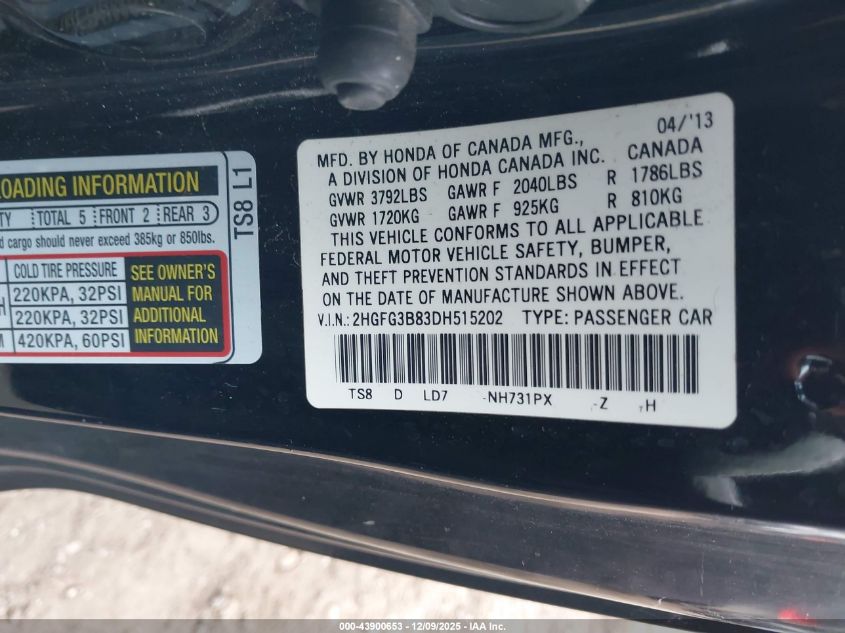 LOADING INFORMATION
TOTAL 5 FRONT 2 REAR 3
cargo should never exceed 385kg or 850lbs.
COLD TIRE PRESSURE
220KPA, 32PSI
220KPA, 32PSI
420KPA, 60PSI
SEE OWNER'S
MANUAL FOR
ADDITIONAL
INFORMATION
TS8 L1
04/'13
MFD. BY HONDA OF CANADA MFG.,
A DIVISION OF HONDA CANADA INC. CANADA
GVWR 3792LBS GAWR F 2040LBS R 1786LBS
GVWR 1720KG GAWR F 925KG R 810KG
THIS VEHICLE CONFORMS TO ALL APPLICABLE
FEDERAL MOTOR VEHICLE SAFETY, BUMPER,
AND THEFT PREVENTION STANDARDS IN EFFECT
ON THE DATE OF MANUFACTURE SHOWN ABOVE.
V.I.N.: 2HGFG3B83DH515202 TYPE: PASSENGER CAR
TS8 D LD7 -NH731PX -Z ,H
000-43900653 - 12/09/2025 - IAA Inc.